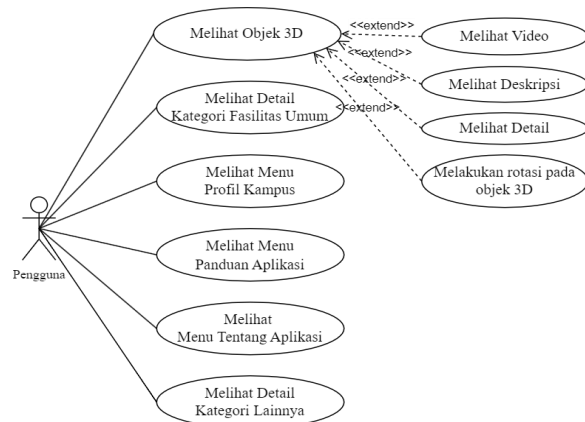 Melihat Objek 3D
<<extend>>
Melihat Video
<<extend>>
Melihat Deskripsi
<<extend>>
Melihat Detail
<<extend>>
Melakukan rotasi pada
objek 3D
Melihat Detail
Kategori Fasilitas Umum
Melihat Menu
Profil Kampus
Pengguna
Melihat Menu
Panduan Aplikasi
Melihat
Menu Tentang Aplikasi
Melihat Detail
Kategori Lainnya